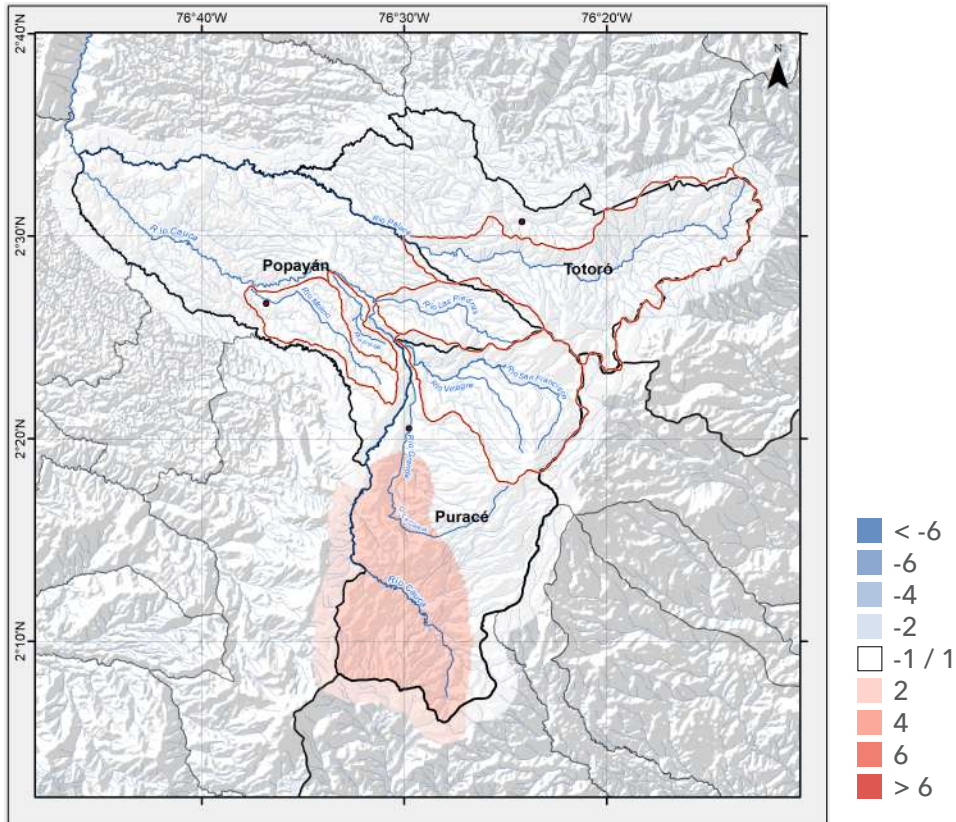 76°40'W 76°30'W 76°20'W
2°40'N
N
2°30'N
Río Palacé
Río Cauca
Popayán
Totoró
Río Las Piedras
Río Molino
Río San Francisco
Río Vinagre
2°20'N
Río Grande
Puracé
Río Cauca
2°10'N
< -6
-6
-4
-2
-1 / 1
2
4
6
> 6